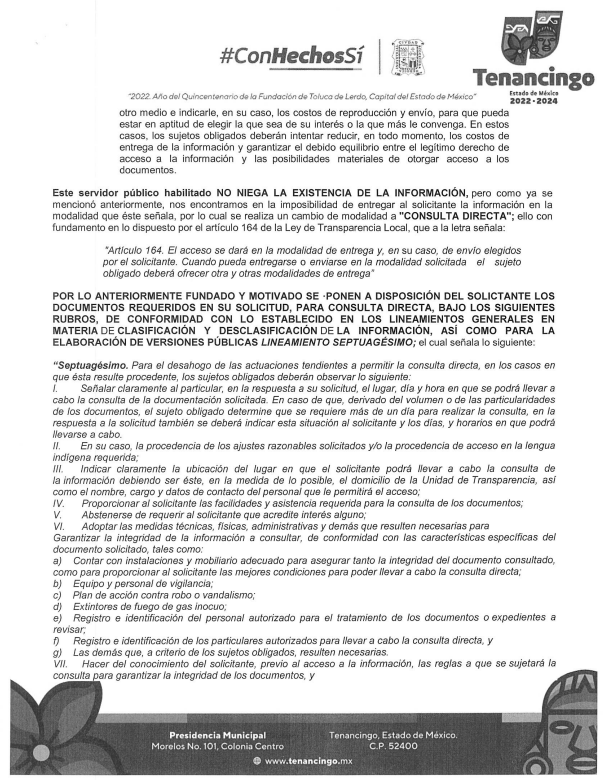 #ConHechosSí
CIUDAD
Tenancingo
Estado de México
2022 - 2024
"2022. Año del Quincentenario de la Fundación de Toluca de Lerdo, Capital del Estado de México"
otro medio e indicarle, en su caso, los costos de reproducción y envío, para que pueda
estar en aptitud de elegir la que sea de su interés o la que más le convenga. En estos
casos, los sujetos obligados deberán intentar reducir, en todo momento, los costos de
entrega de la información y garantizar el debido equilibrio entre el legítimo derecho de
acceso a la información y las posibilidades materiales de otorgar acceso a los
documentos.
Este servidor público habilitado NO NIEGA LA EXISTENCIA DE LA INFORMACIÓN, pero como ya se
mencionó anteriormente, nos encontramos en la imposibilidad de entregar al solicitante la información en la
modalidad que éste señala, por lo cual se realiza un cambio de modalidad a "CONSULTA DIRECTA"; ello con
fundamento en lo dispuesto por el artículo 164 de la Ley de Transparencia Local, que a la letra señala:
"Artículo 164. El acceso se dará en la modalidad de entrega y, en su caso, de envío elegidos
por el solicitante. Cuando pueda entregarse o enviarse en la modalidad solicitada el sujeto
obligado deberá ofrecer otra y otras modalidades de entrega"
POR LO ANTERIORMENTE FUNDADO Y MOTIVADO SE PONEN A DISPOSICIÓN DEL SOLICTANTE LOS
DOCUMENTOS REQUERIDOS EN SU SOLICITUD, PARA CONSULTA DIRECTA, BAJO LOS SIGUIENTES
RUBROS, DE CONFORMIDAD CON LO ESTABLECIDO EN LOS LINEAMIENTOS GENERALES EN
MATERIA DE CLASIFICACIÓN Y DESCLASIFICACIÓN DE LA INFORMACIÓN, ASÍ COMO PARA LA
ELABORACIÓN DE VERSIONES PÚBLICAS LINEAMIENTO SEPTUAGÉSIMO; el cual señala lo siguiente:
"Septuagésimo. Para el desahogo de las actuaciones tendientes a permitir la consulta directa, en los casos en
que ésta resulte procedente, los sujetos obligados deberán observar lo siguiente:
I. Señalar claramente al particular, en la respuesta a su solicitud, el lugar, día y hora en que se podrá llevar a
cabo la consulta de la documentación solicitada. En caso de que, derivado del volumen o de las particularidades
de los documentos, el sujeto obligado determine que se requiere más de un día para realizar la consulta, en la
respuesta a la solicitud también se deberá indicar esta situación al solicitante y los días, y horarios en que podrá
llevarse a cabo.
II. En su caso, la procedencia de los ajustes razonables solicitados y/o la procedencia de acceso en la lengua
indígena requerida;
III. Indicar claramente la ubicación del lugar en que el solicitante podrá llevar a cabo la consulta de
la información debiendo ser éste, en la medida de lo posible, el domicilio de la Unidad de Transparencia, así
como el nombre, cargo y datos de contacto del personal que le permitirá el acceso;
IV. Proporcionar al solicitante las facilidades y asistencia requerida para la consulta de los documentos;
V. Abstenerse de requerir al solicitante que acredite interés alguno;
VI. Adoptar las medidas técnicas, físicas, administrativas y demás que resulten necesarias para
Garantizar la integridad de la información a consultar, de conformidad con las características específicas del
documento solicitado, tales como:
a) Contar con instalaciones y mobiliario adecuado para asegurar tanto la integridad del documento consultado,
como para proporcionar al solicitante las mejores condiciones para poder llevar a cabo la consulta directa;
b) Equipo y personal de vigilancia;
c) Plan de acción contra robo o vandalismo;
d) Extintores de fuego de gas inocuo;
e) Registro e identificación del personal autorizado para el tratamiento de los documentos o expedientes a
revisar;
f) Registro e identificación de los particulares autorizados para llevar a cabo la consulta directa, y
g) Las demás que, a criterio de los sujetos obligados, resulten necesarias.
VII. Hacer del conocimiento del solicitante, previo al acceso a la información, las reglas a que se sujetará la
consulta para garantizar la integridad de los documentos, y
Presidencia Municipal
Morelos No. 101, Colonia Centro
Tenancingo, Estado de México.
C.P. 52400
www.tenancingo.mx